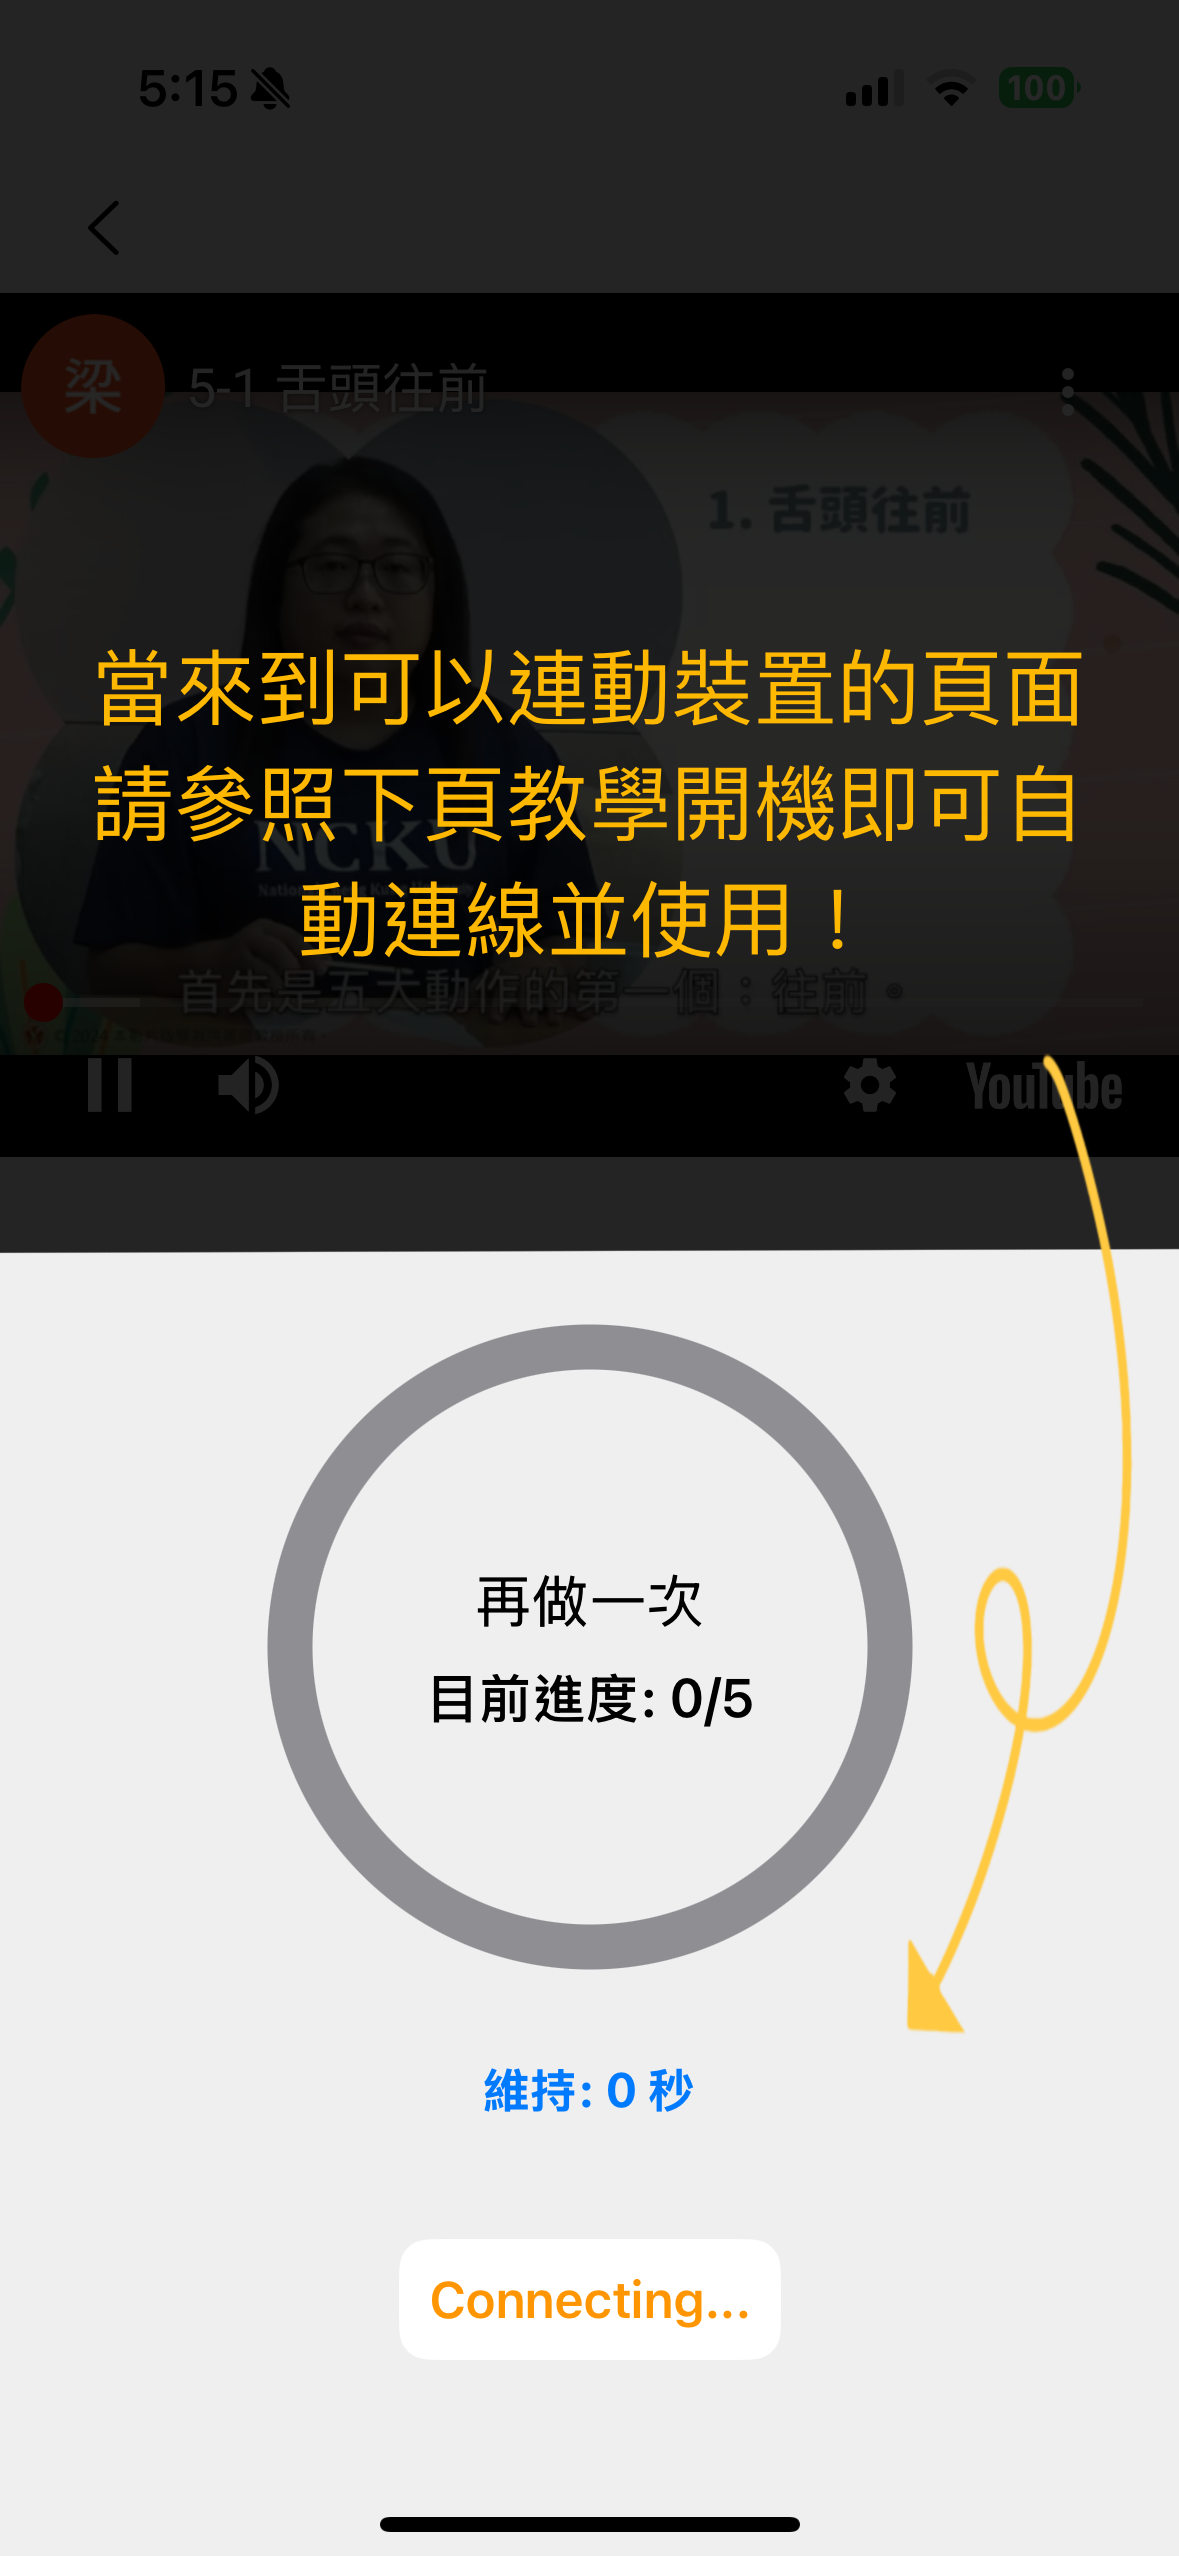 5:15
100
梁
5-1 舌頭往前
1. 舌頭往前
當來到可以連動裝置的頁面
請參照下頁教學開機即可自
動連線並使用！
NCKU
首先是五大動作的第一個：往前。
YouTube
再做一次
目前進度: 0/5
維持: 0 秒
Connecting...